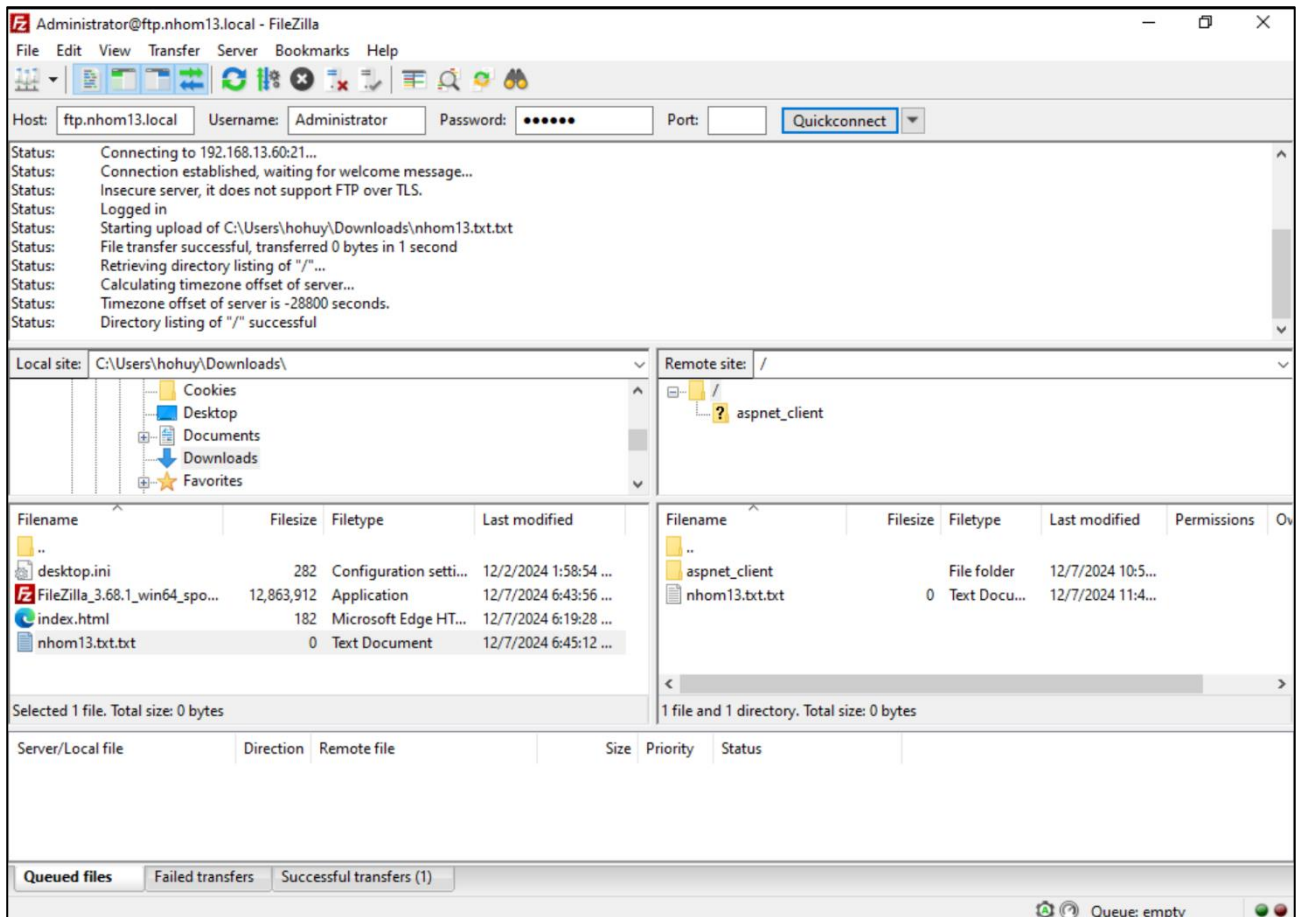 Administrator@ftp.nhom13.local - FileZilla
File Edit View Transfer Server Bookmarks Help
Host: ftp.nhom13.local Username: Administrator Password: •••••• Port: Quickconnect
Status: Connecting to 192.168.13.60:21...
Status: Connection established, waiting for welcome message...
Status: Insecure server, it does not support FTP over TLS.
Status: Logged in
Status: Starting upload of C:\Users\hohuy\Downloads\nhom13.txt.txt
Status: File transfer successful, transferred 0 bytes in 1 second
Status: Retrieving directory listing of "/"...
Status: Calculating timezone offset of server...
Status: Timezone offset of server is -28800 seconds.
Status: Directory listing of "/" successful
Local site: C:\Users\hohuy\Downloads\
Cookies
Desktop
Documents
Downloads
Favorites
Remote site: /
/
? aspnet_client
Filename Filesize Filetype Last modified
..
desktop.ini 282 Configuration setti... 12/2/2024 1:58:54 ...
FileZilla_3.68.1_win64_spo... 12,863,912 Application 12/7/2024 6:43:56 ...
index.html 182 Microsoft Edge HT... 12/7/2024 6:19:28 ...
nhom13.txt.txt 0 Text Document 12/7/2024 6:45:12 ...
Selected 1 file. Total size: 0 bytes
Filename Filesize Filetype Last modified Permissions Ov
..
aspnet_client File folder 12/7/2024 10:5...
nhom13.txt.txt 0 Text Docu... 12/7/2024 11:4...
1 file and 1 directory. Total size: 0 bytes
Server/Local file Direction Remote file Size Priority Status
Queued files Failed transfers Successful transfers (1)
Queue: empty